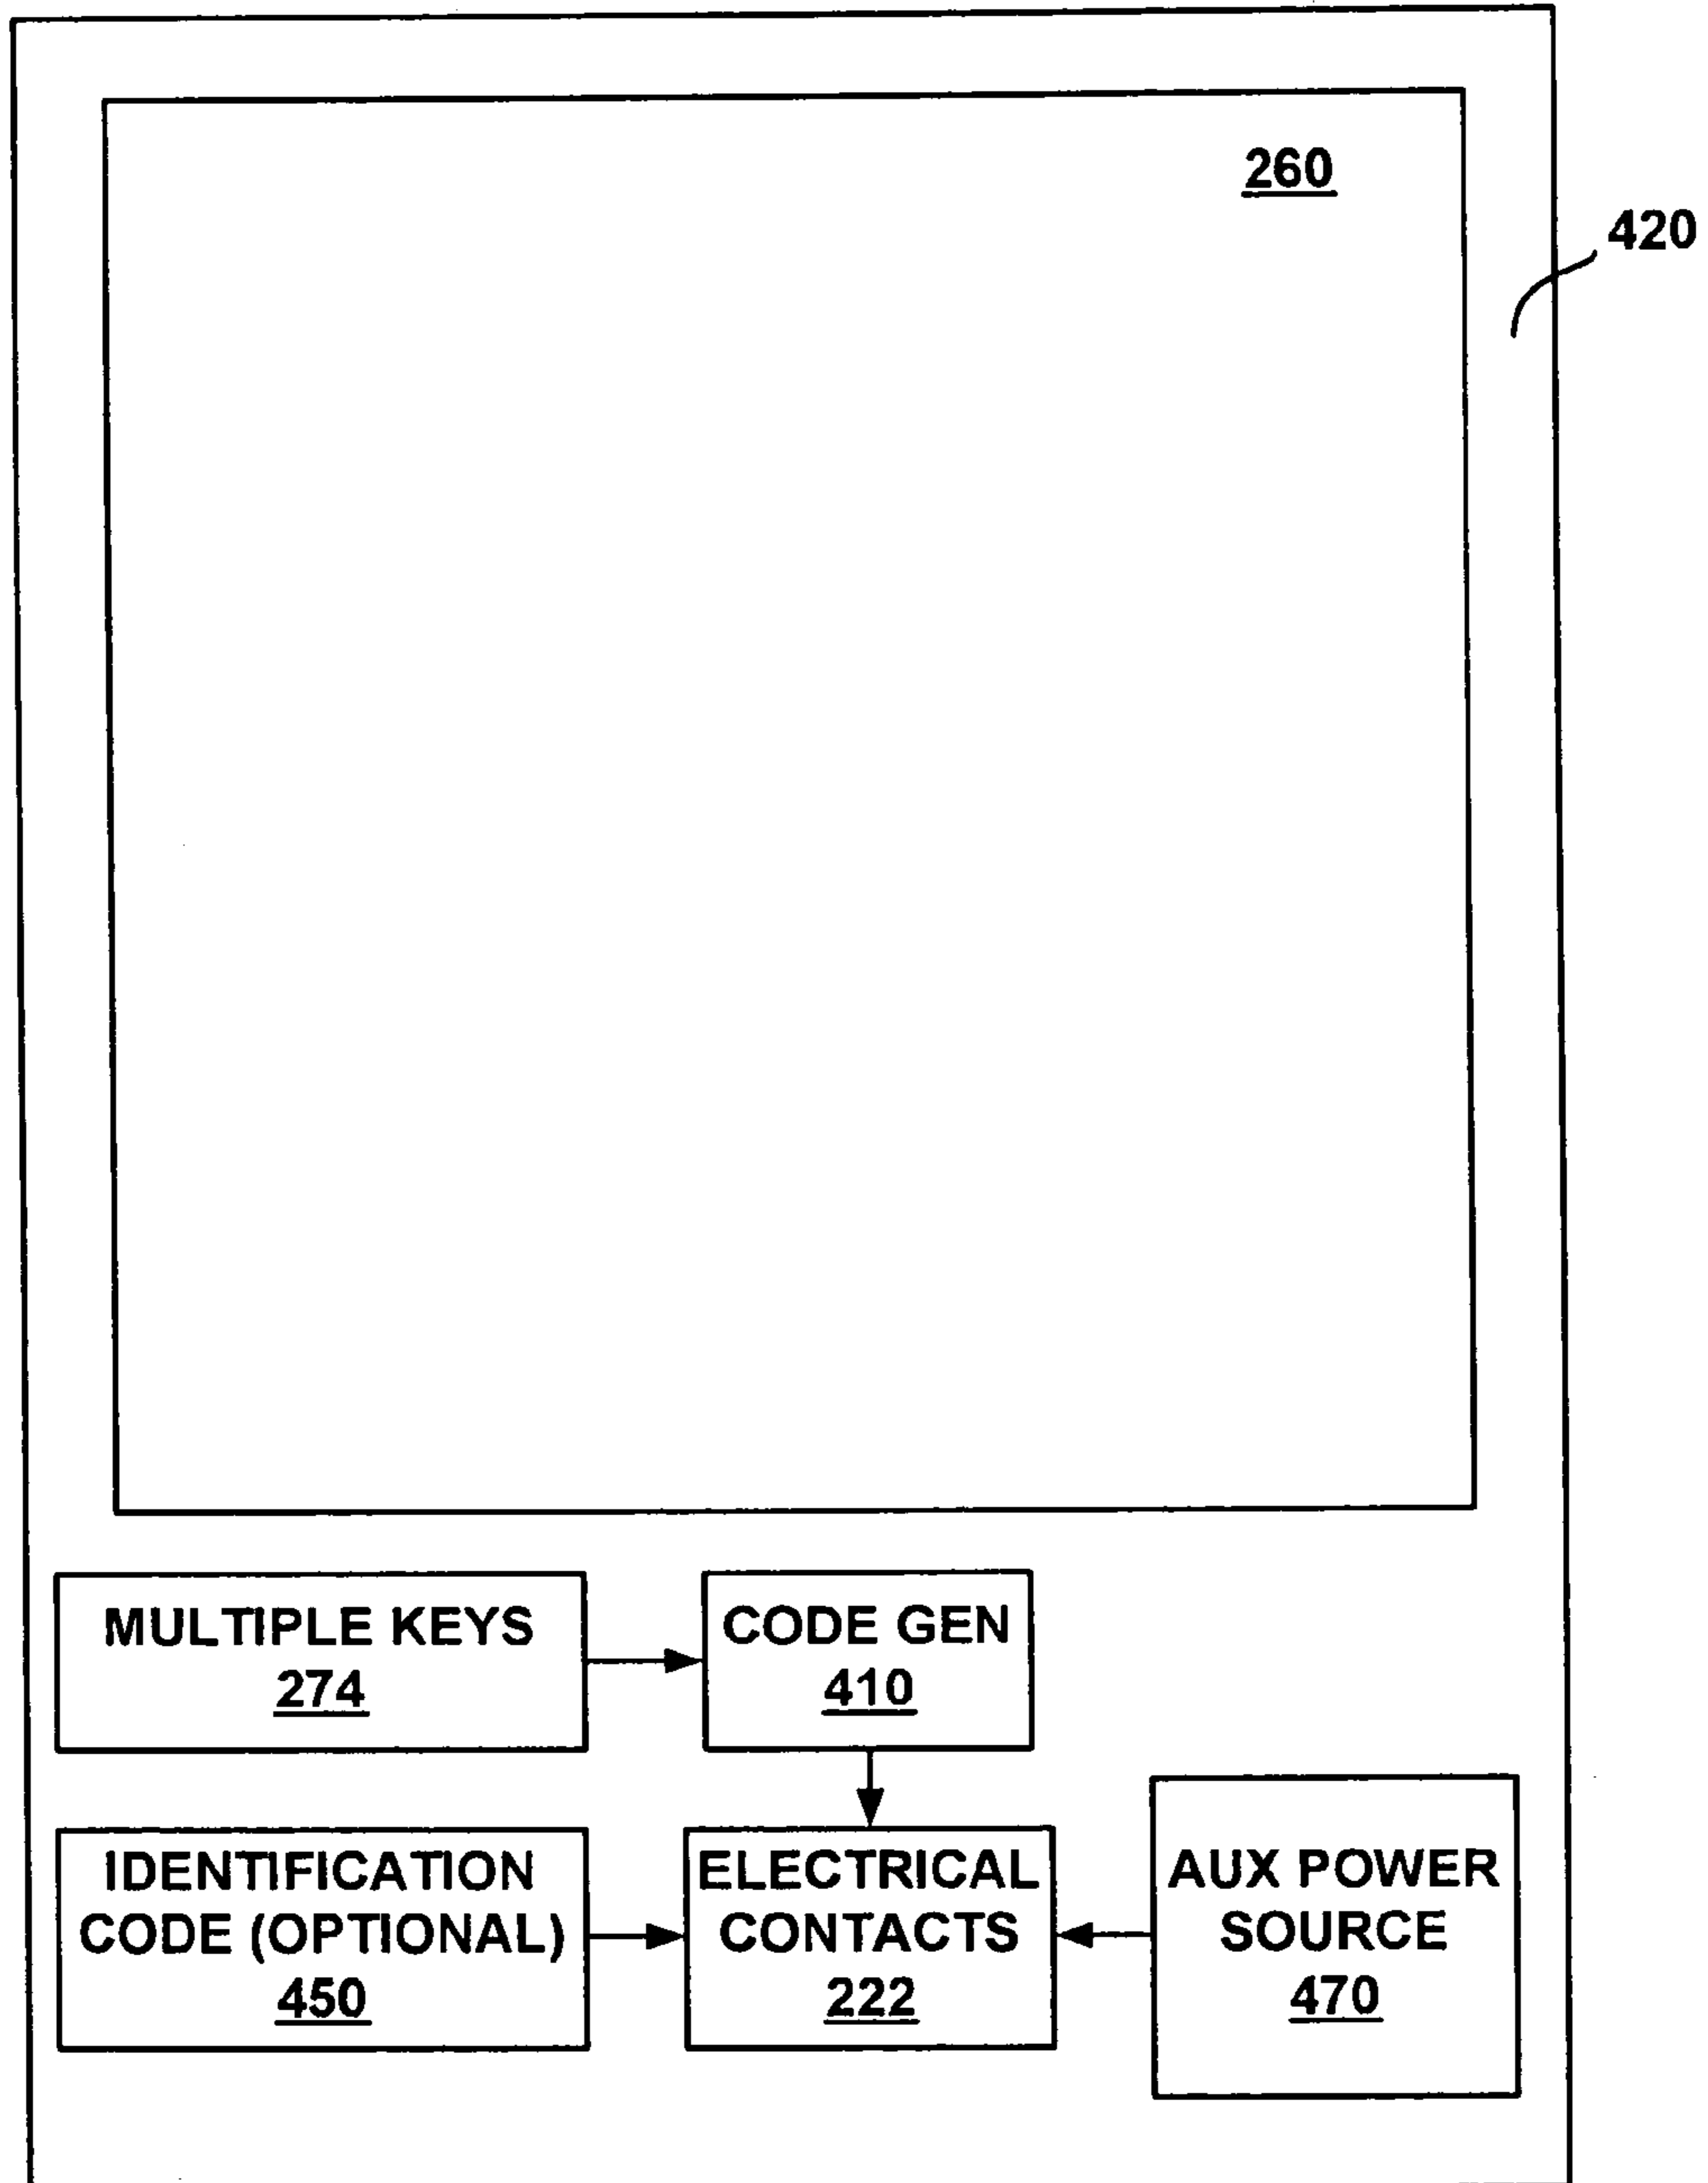 260
420
MULTIPLE KEYS
274
CODE GEN
410
IDENTIFICATION
CODE (OPTIONAL)
450
ELECTRICAL
CONTACTS
222
AUX POWER
SOURCE
470